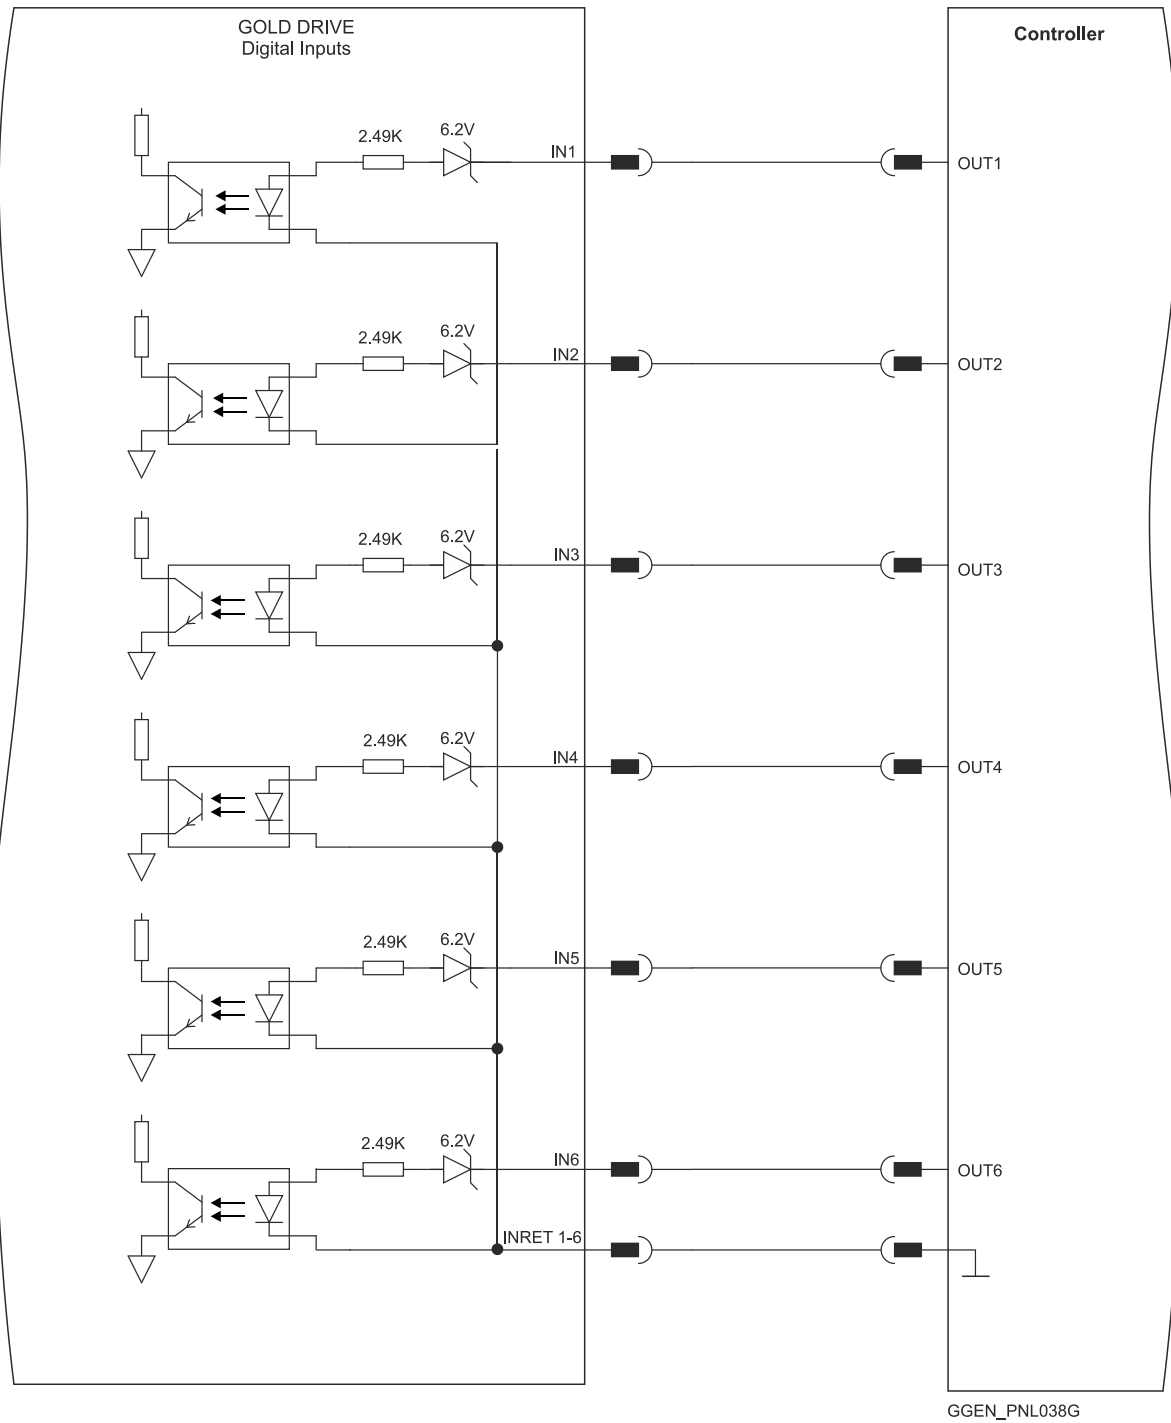 GOLD DRIVE
Digital Inputs
Controller
2.49K
6.2V
IN1
OUT1
2.49K
6.2V
IN2
OUT2
2.49K
6.2V
IN3
OUT3
2.49K
6.2V
IN4
OUT4
2.49K
6.2V
IN5
OUT5
2.49K
6.2V
IN6
OUT6
INRET 1-6
GGEN_PNL038G